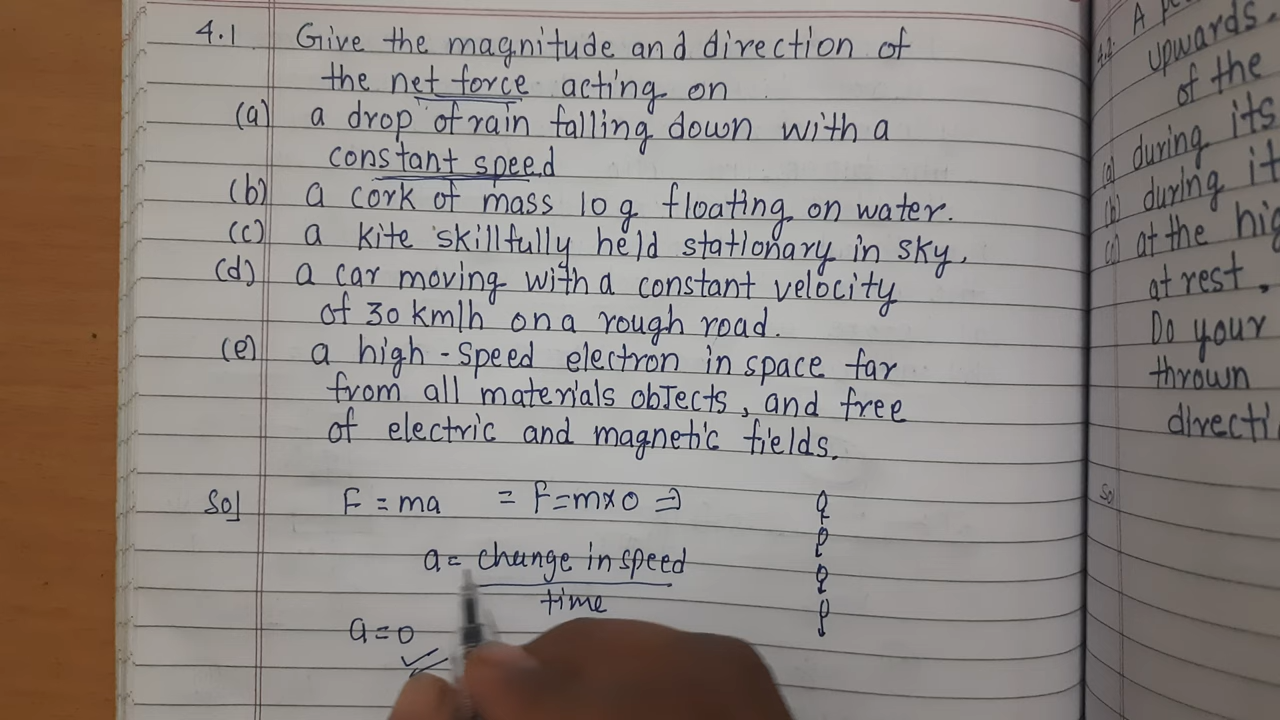 4.1 Give the magnitude and direction of
the net force acting on
(a) a drop of rain falling down with a
constant speed
(b) a cork of mass 10 g floating on water.
(c) a kite skillfully held stationary in sky.
(d) a car moving with a constant velocity
of 30 km/h on a rough road.
(e) a high-speed electron in space far
from all materials objects, and free
of electric and magnetic fields.
Sol F = ma = F=m×0 ⇒
a= change in speed
time
a=0
A
upwards.
of the
(a) during its
(b) during it
(c) at the hig
at rest.
Do your
thrown
directi
Sol